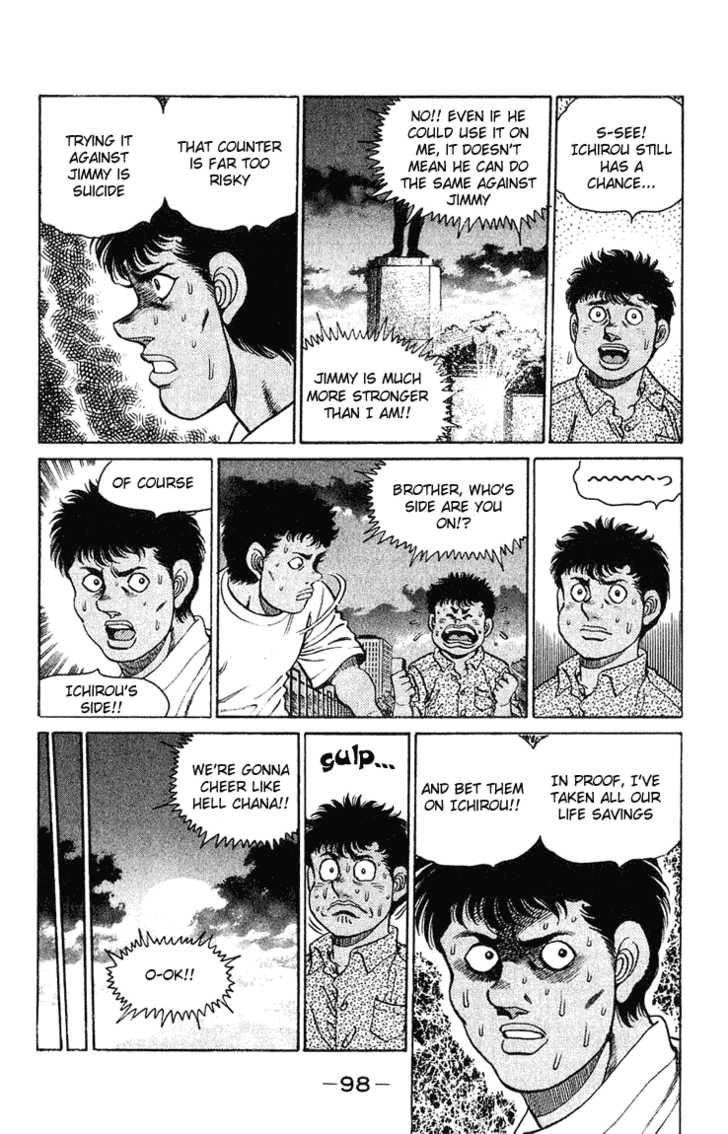 S-SEE!
ICHIROU STILL
HAS A
CHANCE...
NO!! EVEN IF HE
COULD USE IT ON
ME, IT DOESN'T
MEAN HE CAN DO
THE SAME AGAINST
JIMMY
JIMMY IS MUCH
MORE STRONGER
THAN I AM!!
THAT COUNTER
IS FAR TOO
RISKY
TRYING IT
AGAINST
JIMMY IS
SUICIDE
BROTHER, WHO'S
SIDE ARE YOU
ON!?
OF COURSE
ICHIROU'S
SIDE!!
IN PROOF, I'VE
TAKEN ALL OUR
LIFE SAVINGS
AND BET THEM
ON ICHIROU!!
gulp...
WE'RE GONNA
CHEER LIKE
HELL CHANA!!
O-OK!!
-98-